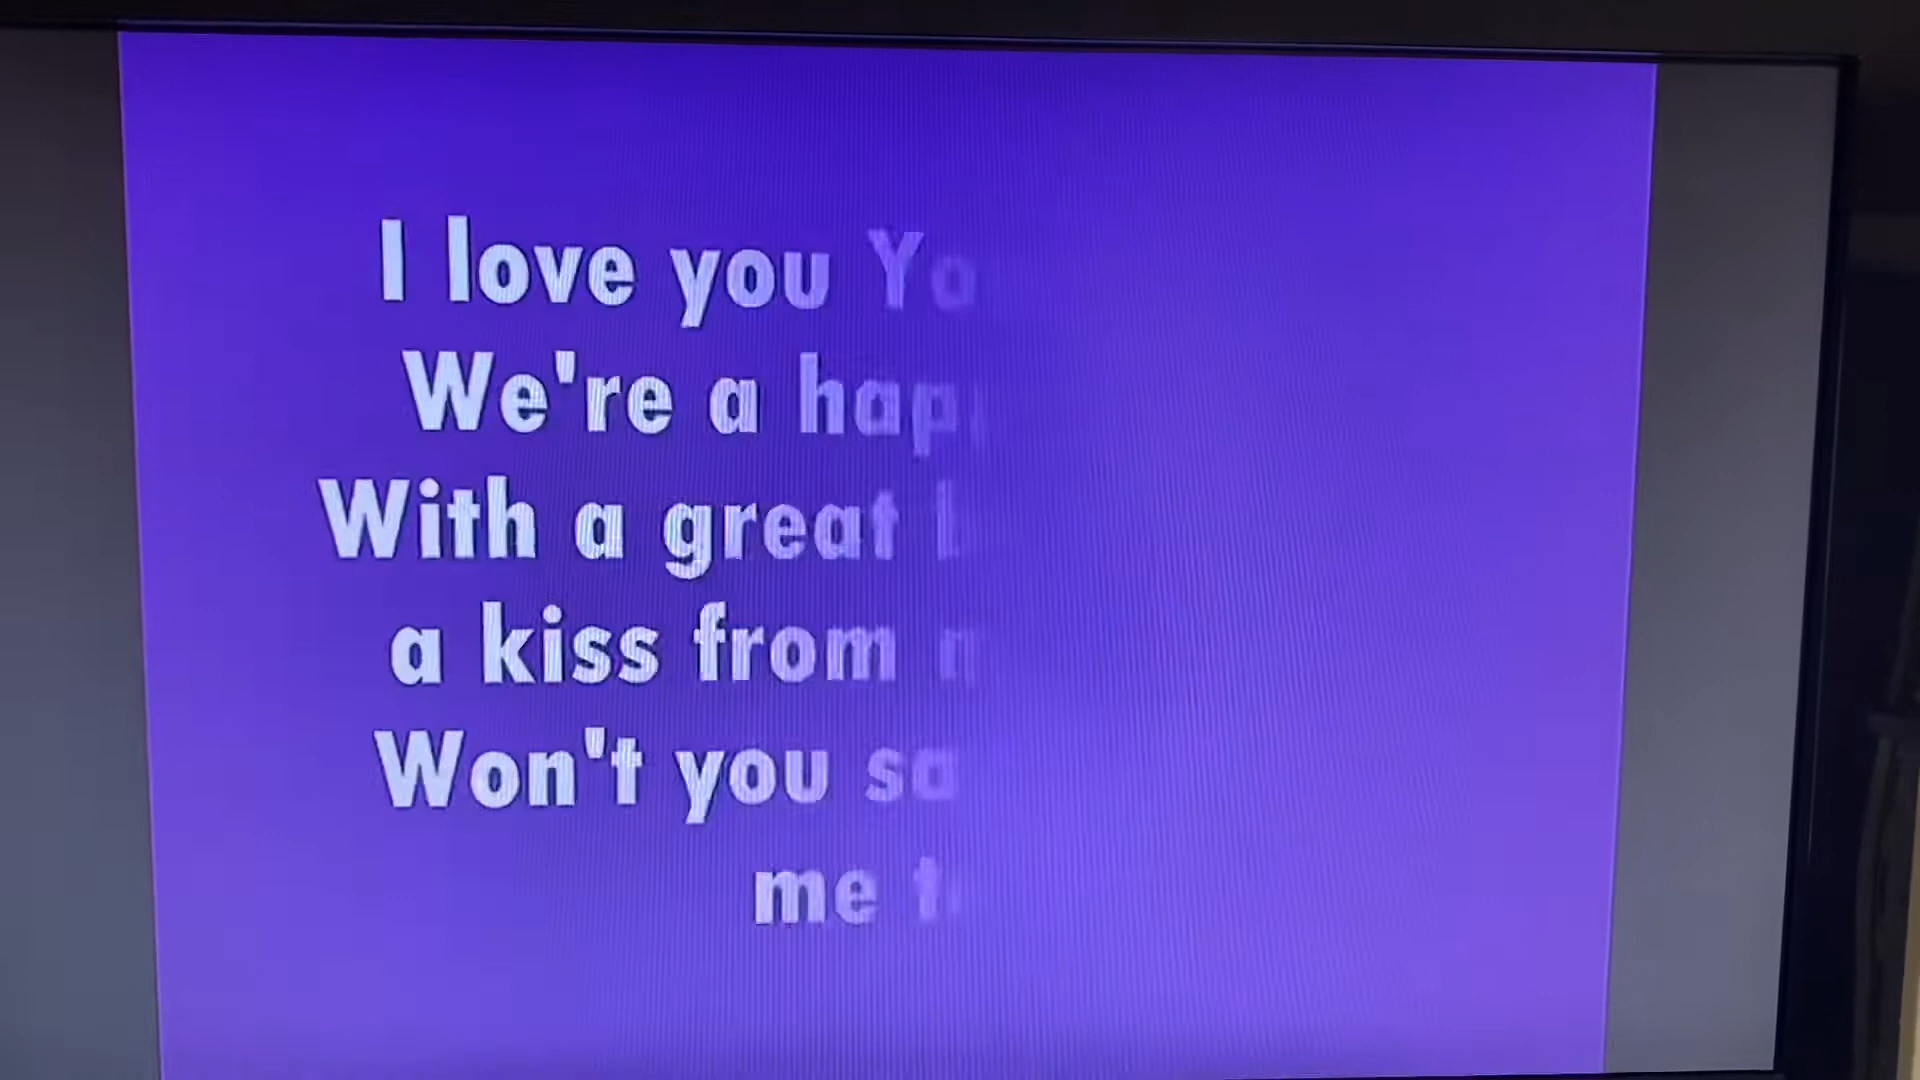 I love you Yo
We're a hap
With a great
a kiss from
Won't you sa
me t